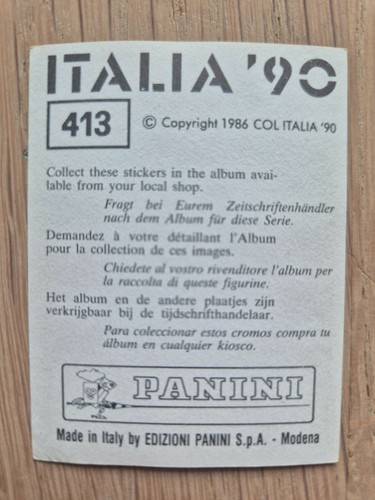 ITALIA '90
413
© Copyright 1986 COL ITALIA '90
Collect these stickers in the album avai-
lable from your local shop.
Fragt bei Eurem Zeitschriftenhändler
nach dem Album für diese Serie.
Demandez à votre détaillant l'Album
pour la collection de ces images.
Chiedete al vostro rivenditore l'album per
la raccolta di queste figurine.
Het album en de andere plaatjes zijn
verkrijgbaar bij de tijdschrifthandelaar.
Para coleccionar estos cromos compra tu
álbum en cualquier kiosco.
PANINI
Made in Italy by EDIZIONI PANINI S.p.A. - Modena